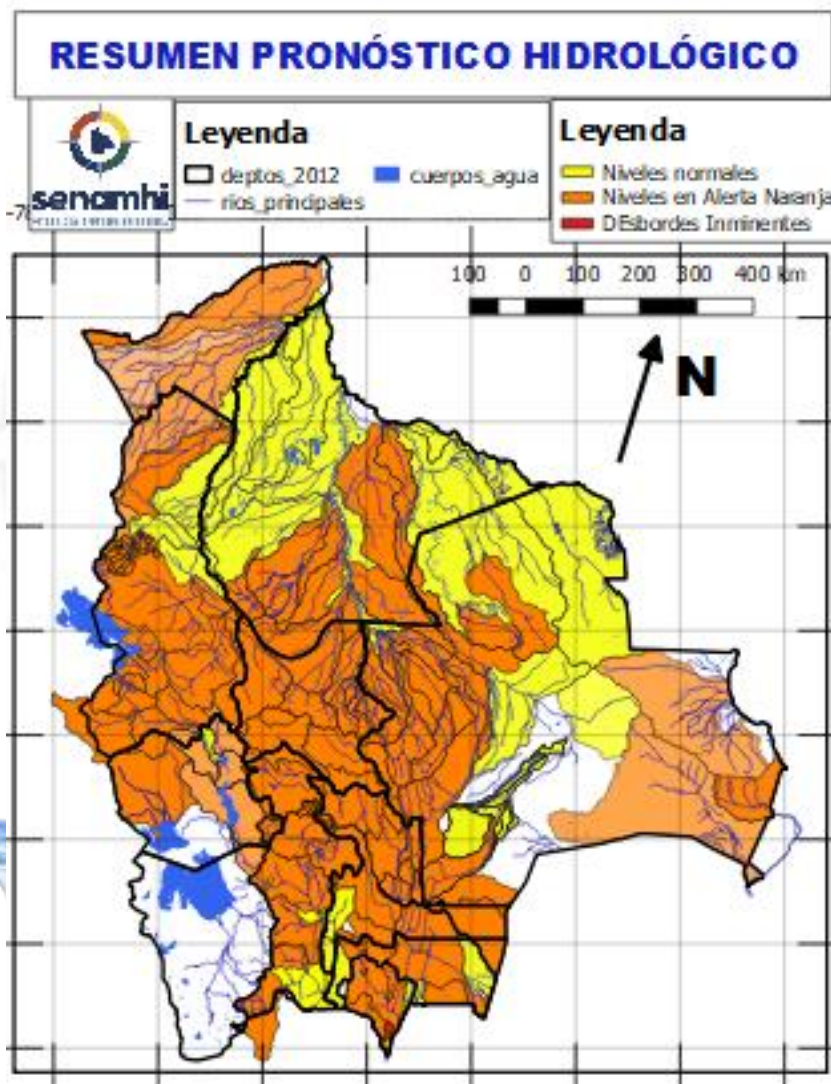 RESUMEN PRONÓSTICO HIDROLÓGICO
senamhi
Leyenda
deptos_2012
cuerpos_agua
rios_principales
Leyenda
Niveles normales
Niveles en Alerta Naranja
DEsbordes Inminentes
100 0 100 200 300 400 km
N